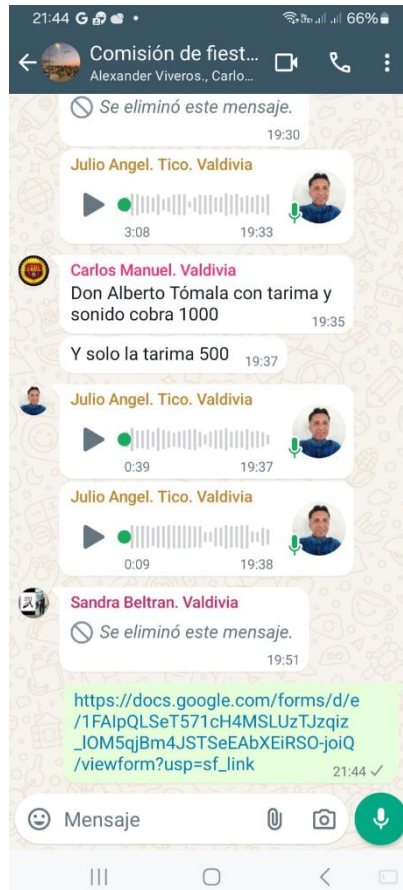 21:44 G
66%
Comisión de fiest...
Alexander Viveros., Carlo...
Se eliminó este mensaje.
19:30
Julio Angel. Tico. Valdivia
3:08 19:33
Carlos Manuel. Valdivia
Don Alberto Tómala con tarima y
sonido cobra 1000
19:35
Y solo la tarima 500 19:37
Julio Angel. Tico. Valdivia
0:39 19:37
Julio Angel. Tico. Valdivia
0:09 19:38
Sandra Beltran. Valdivia
Se eliminó este mensaje.
19:51
https://docs.google.com/forms/d/e
/1FAIpQLSeT571cH4MSLUzTJzqiz
_lOM5qjBm4JSTSeEAbXEiRSO-joiQ
/viewform?usp=sf_link
21:44
Mensaje